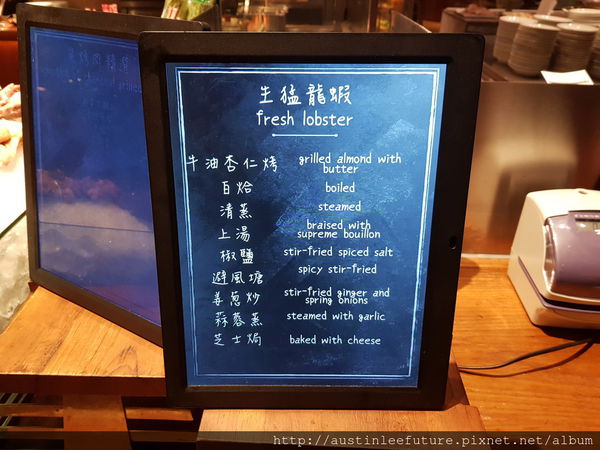 生猛龍蝦
fresh lobster
牛油杏仁烤 grilled almond with butter
白烚 boiled
清蒸 steamed
上湯 braised with supreme bouillon
椒鹽 stir-fried spiced salt
避風塘 spicy stir-fried
姜蔥炒 stir-fried ginger and spring onions
蒜蓉蒸 steamed with garlic
芝士焗 baked with cheese
http://austinleefuture.pixnet.net/album